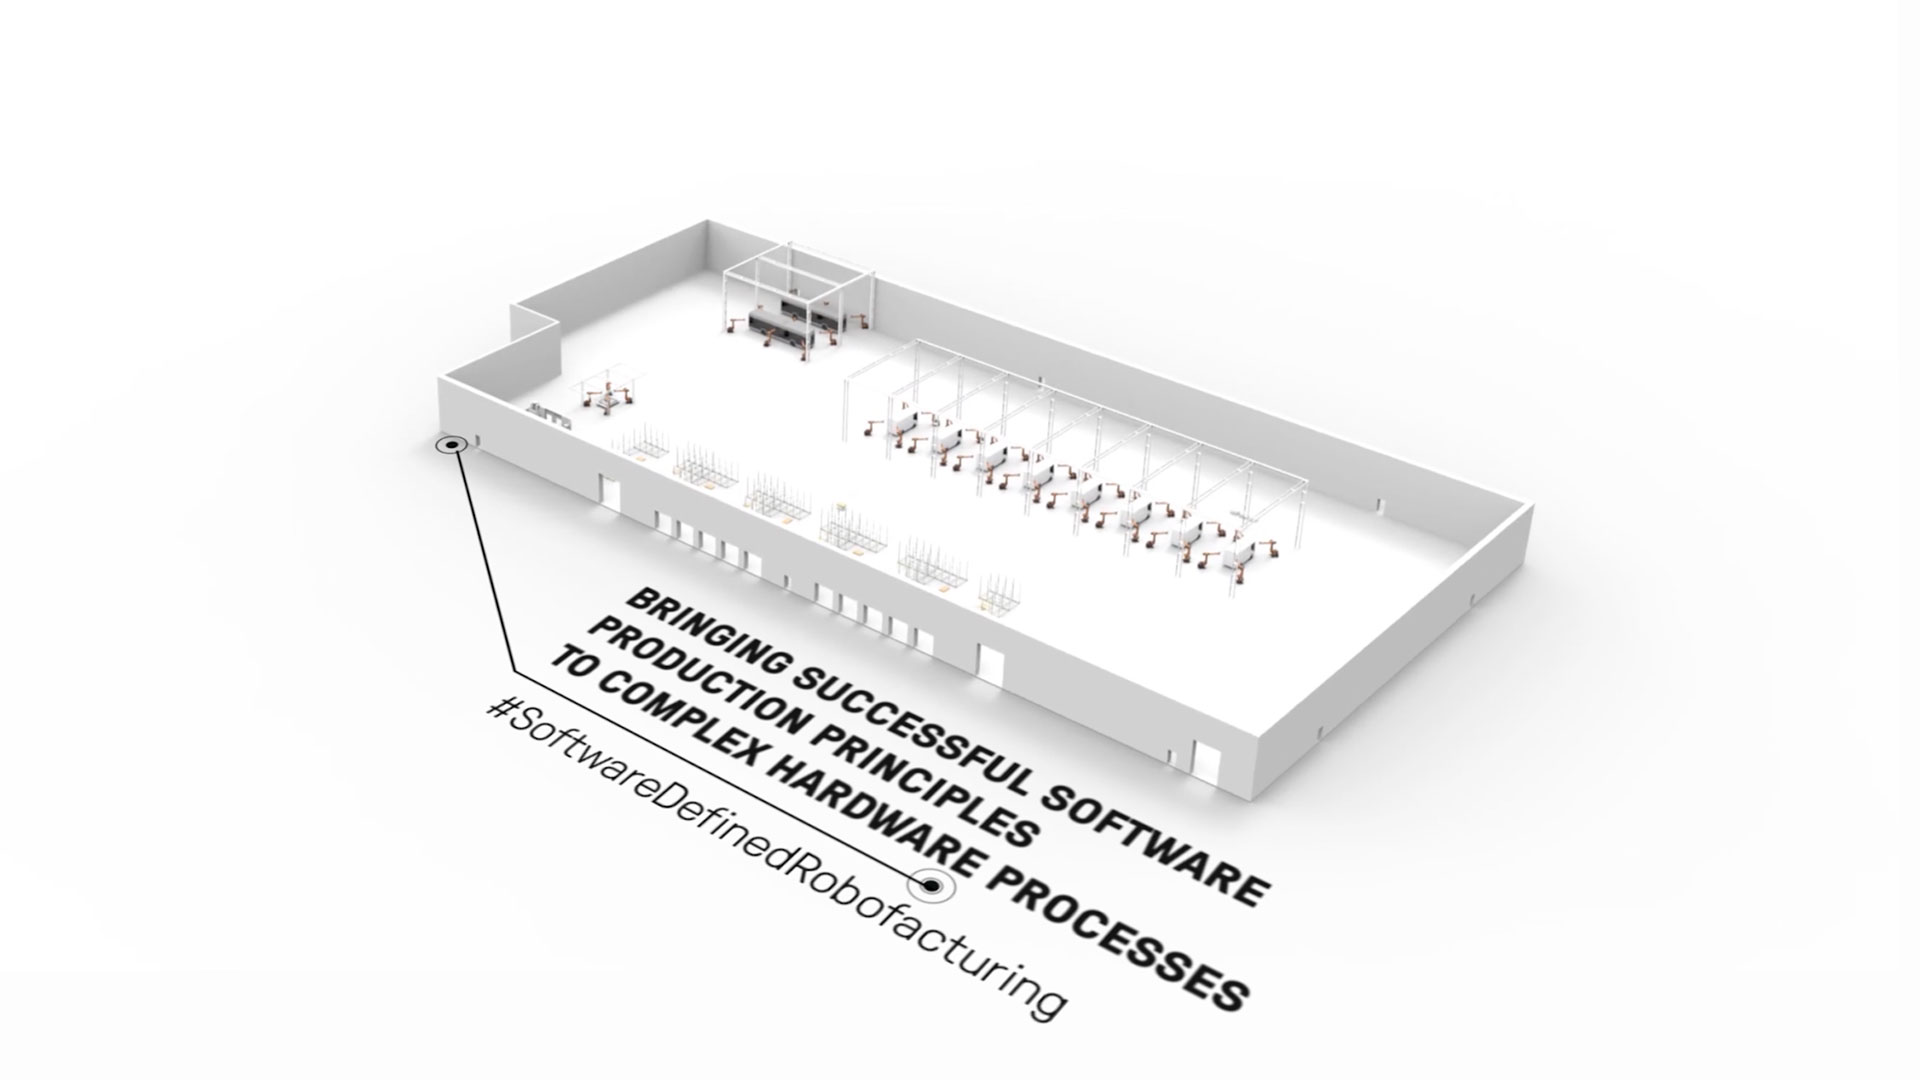 BRINGING SUCCESSFUL SOFTWARE
PRODUCTION PRINCIPLES
TO COMPLEX HARDWARE PROCESSES
#SoftwareDefinedRobofacturing